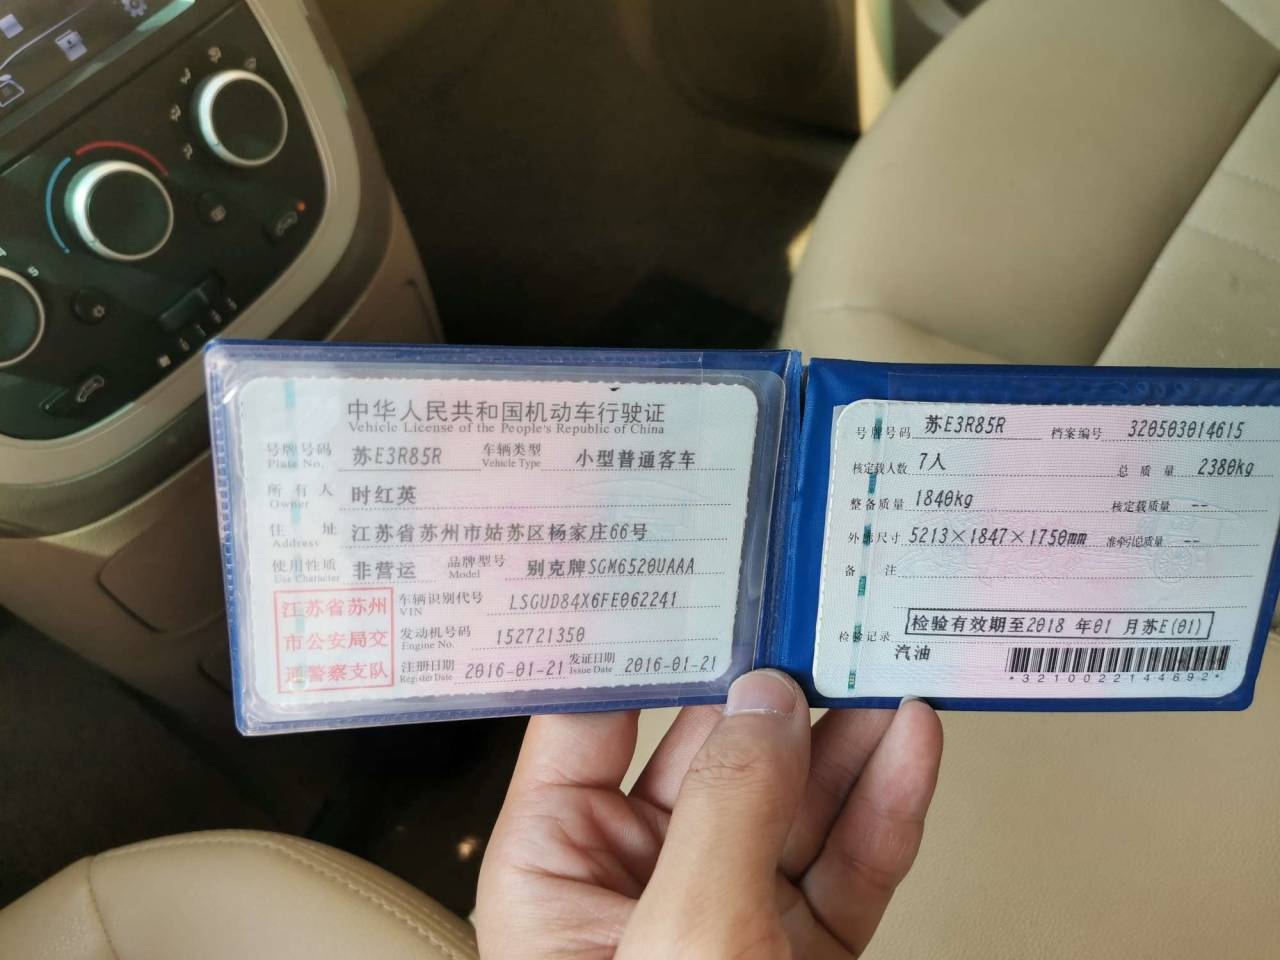 中华人民共和国机动车行驶证
Vehicle License of the People's Republic of China
号牌号码 苏E3R85R 车辆类型 小型普通客车
Plate No. Vehicle Type
所有人 时红英
Owner
住址 江苏省苏州市姑苏区杨家庄66号
Address
使用性质 非营运 品牌型号 别克牌SGM6520UAAA
Use Character Model
江苏省苏州
市公安局交
通警察支队
车辆识别代号 LSGUD84X6FE062241
VIN
发动机号码 152721350
Engine No.
注册日期 2016-01-21 发证日期 2016-01-21
Register Date Issue Date
号牌号码 苏E3R85R 档案编号 320503014615
核定载人数 7人 总质量 2380kg
整备质量 1840kg 核定载质量 --
外廓尺寸 5213×1847×1750mm 准牵引总质量 --
备注
检验记录 检验有效期至2018 年01 月苏E(01)
汽油
*3210022144692*